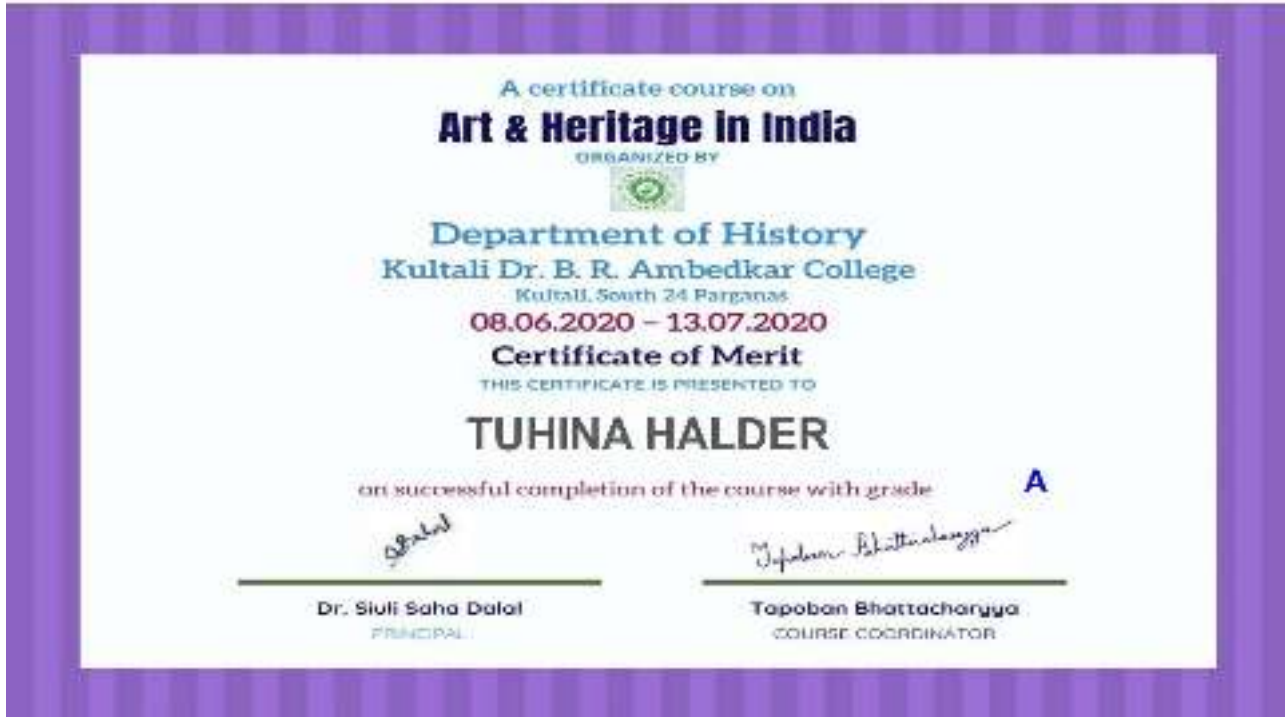 A certificate course on
Art & Heritage in India
ORGANIZED BY
Department of History
Kultali Dr. B. R. Ambedkar College
Kultali, South 24 Parganas
08.06.2020 – 13.07.2020
Certificate of Merit
THIS CERTIFICATE IS PRESENTED TO
TUHINA HALDER
on successful completion of the course with grade A
Tapoban Bhattacharyya
Dr. Siuli Saha Dalal Tapoban Bhattacharyya
PRINCIPAL COURSE COORDINATOR